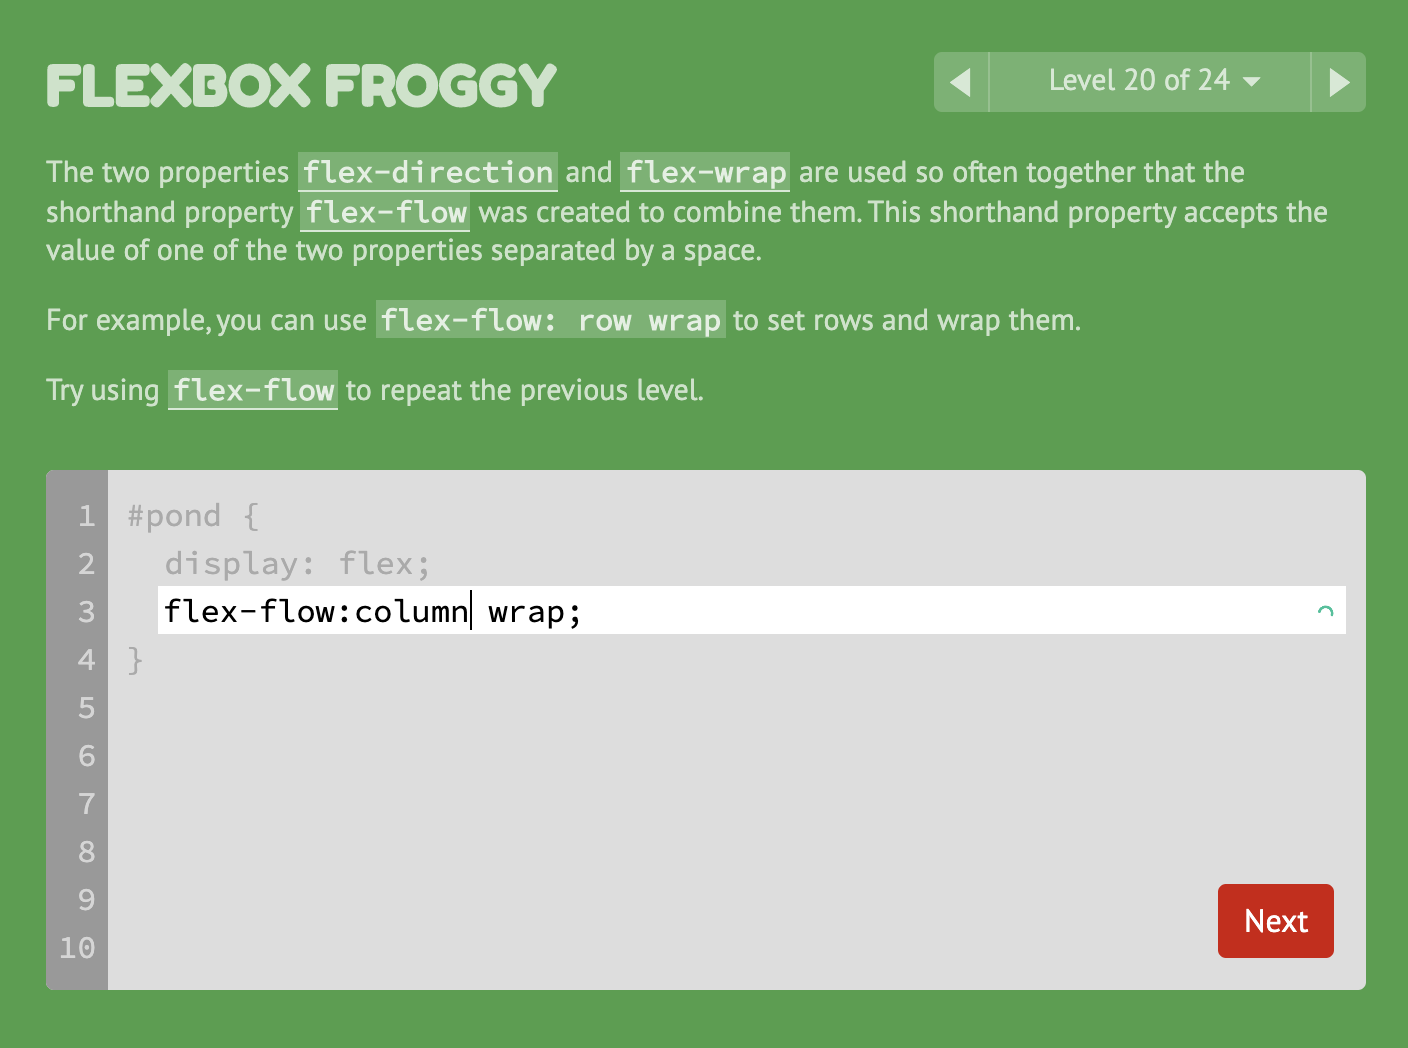 FLEXBOX FROGGY
Level 20 of 24
The two properties flex-direction and flex-wrap are used so often together that the
shorthand property flex-flow was created to combine them. This shorthand property accepts the
value of one of the two properties separated by a space.
For example, you can use flex-flow: row wrap to set rows and wrap them.
Try using flex-flow to repeat the previous level.
1 #pond {
2 display: flex;
3 flex-flow:column wrap;
4 }
5
6
7
8
9
10
Next